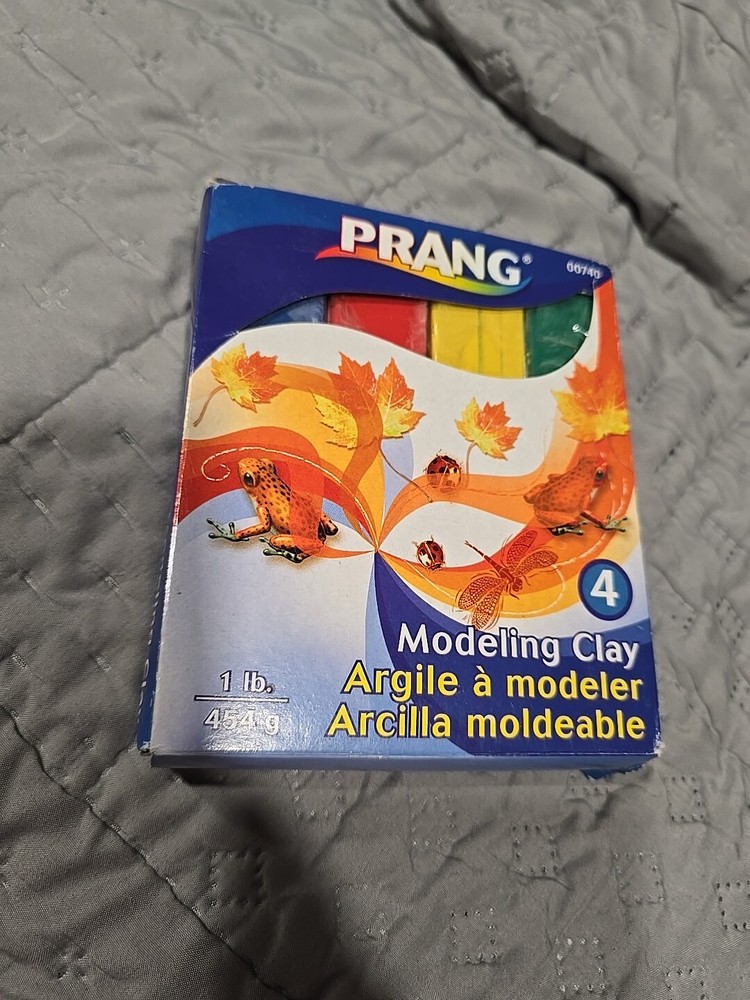 PRANG®
00740
4
Modeling Clay
1 lb.
Argile à modeler
454 g
Arcilla moldeable